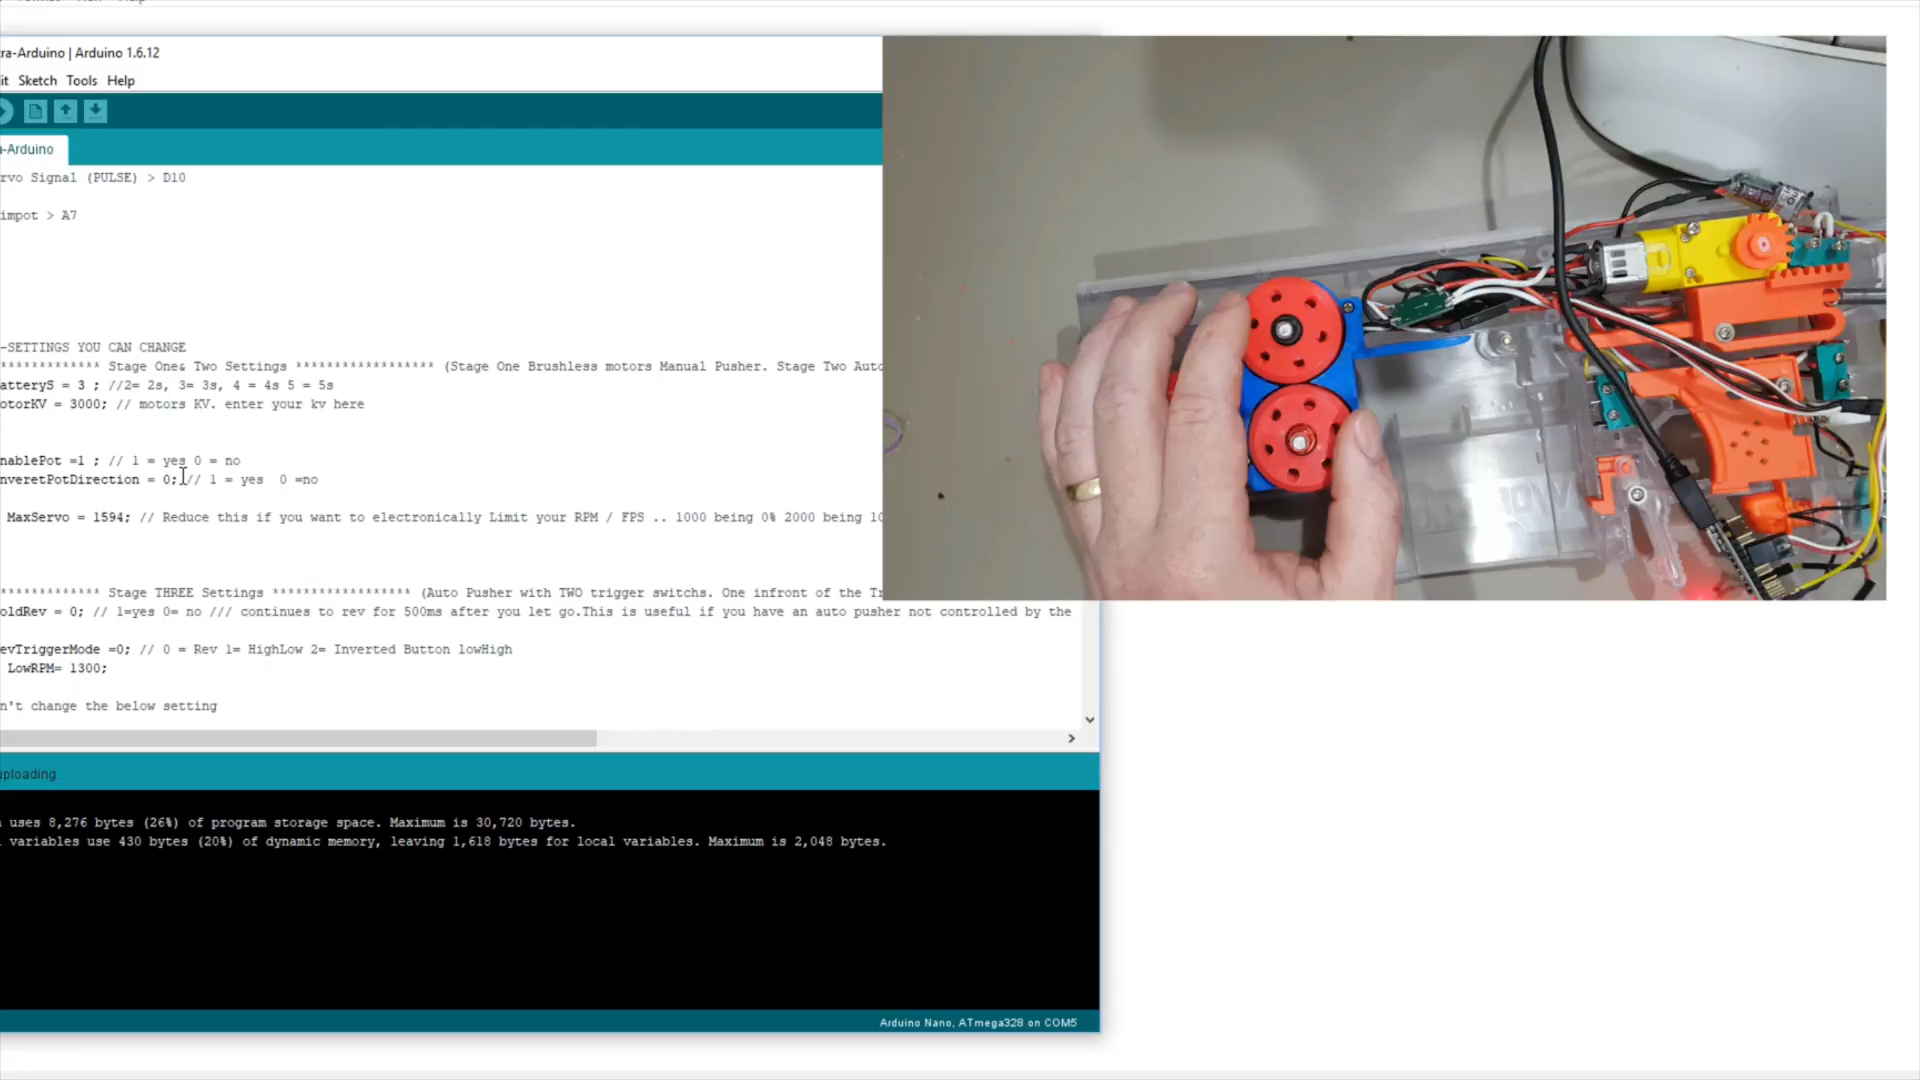 ra-Arduino | Arduino 1.6.12
it Sketch Tools Help
a-Arduino
rvo Signal (PULSE) > D10
impot > A7
-SETTINGS YOU CAN CHANGE
************* Stage One& Two Settings ****************** (Stage One Brushless motors Manual Pusher. Stage Two Auto
atteryS = 3 ; //2= 2s, 3= 3s, 4 = 4s 5 = 5s
otorKV = 3000; // motors KV. enter your kv here
nablePot =1 ; // 1 = yes 0 = no
nveretPotDirection = 0; // 1 = yes 0 =no
MaxServo = 1594; // Reduce this if you want to electronically Limit your RPM / FPS .. 1000 being 0% 2000 being 10
************* Stage THREE Settings ****************** (Auto Pusher with TWO trigger switchs. One infront of the Tr
oldRev = 0; // 1=yes 0= no /// continues to rev for 500ms after you let go.This is useful if you have an auto pusher not controlled by the
evTriggerMode =0; // 0 = Rev 1= HighLow 2= Inverted Button lowHigh
LowRPM= 1300;
n't change the below setting
uploading.
uses 8,276 bytes (26%) of program storage space. Maximum is 30,720 bytes.
variables use 430 bytes (20%) of dynamic memory, leaving 1,618 bytes for local variables. Maximum is 2,048 bytes.
Arduino Nano, ATmega328 on COM5